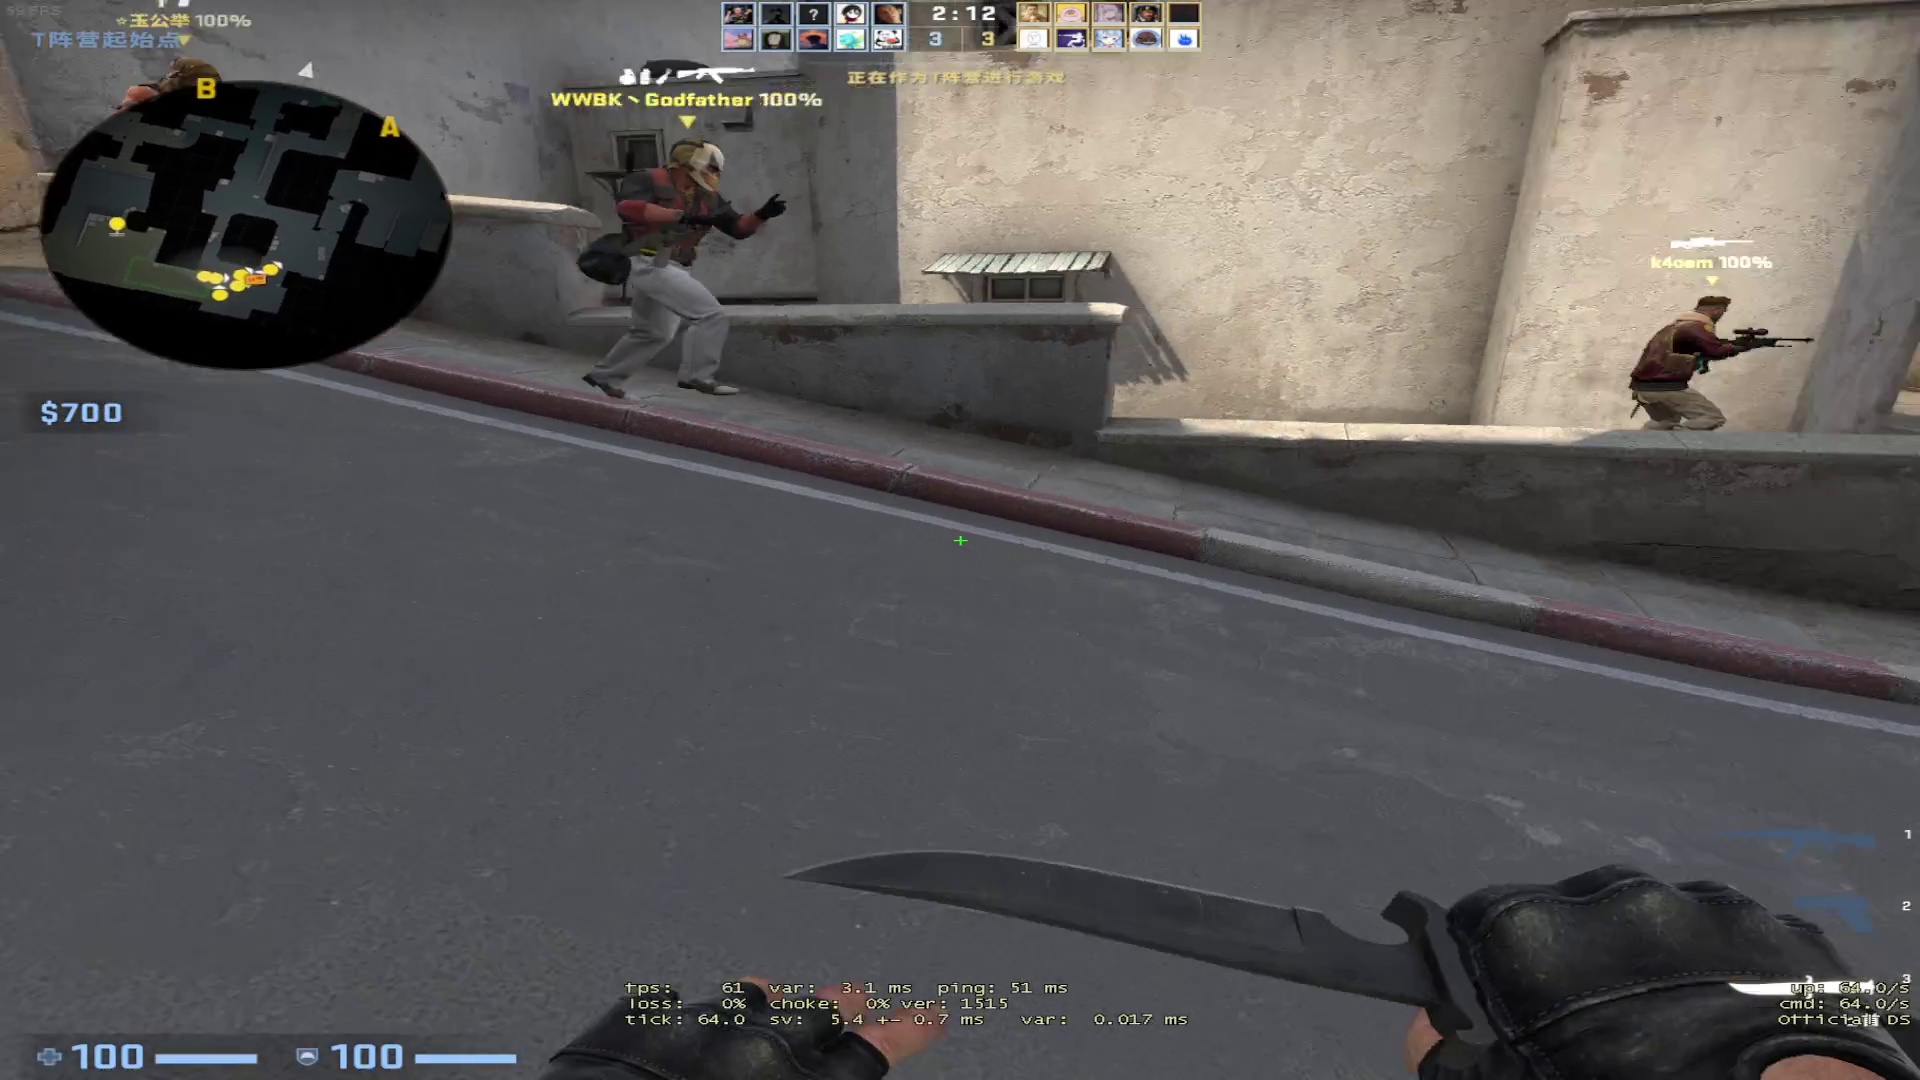 59 FPS
☆玉公举 100%
T阵营起始点
B
A
?
2:12
3 3
正在作为T阵营进行游戏
WWBK丶Godfather 100%
k4cem 100%
$700
1
2
3
fps: 61 var: 3.1 ms ping: 51 ms
loss: 0% choke: 0% ver: 1515
tick: 64.0 sv: 5.4 +- 0.7 ms var: 0.017 ms
up: 64.0/s
cmd: 64.0/s
100 100